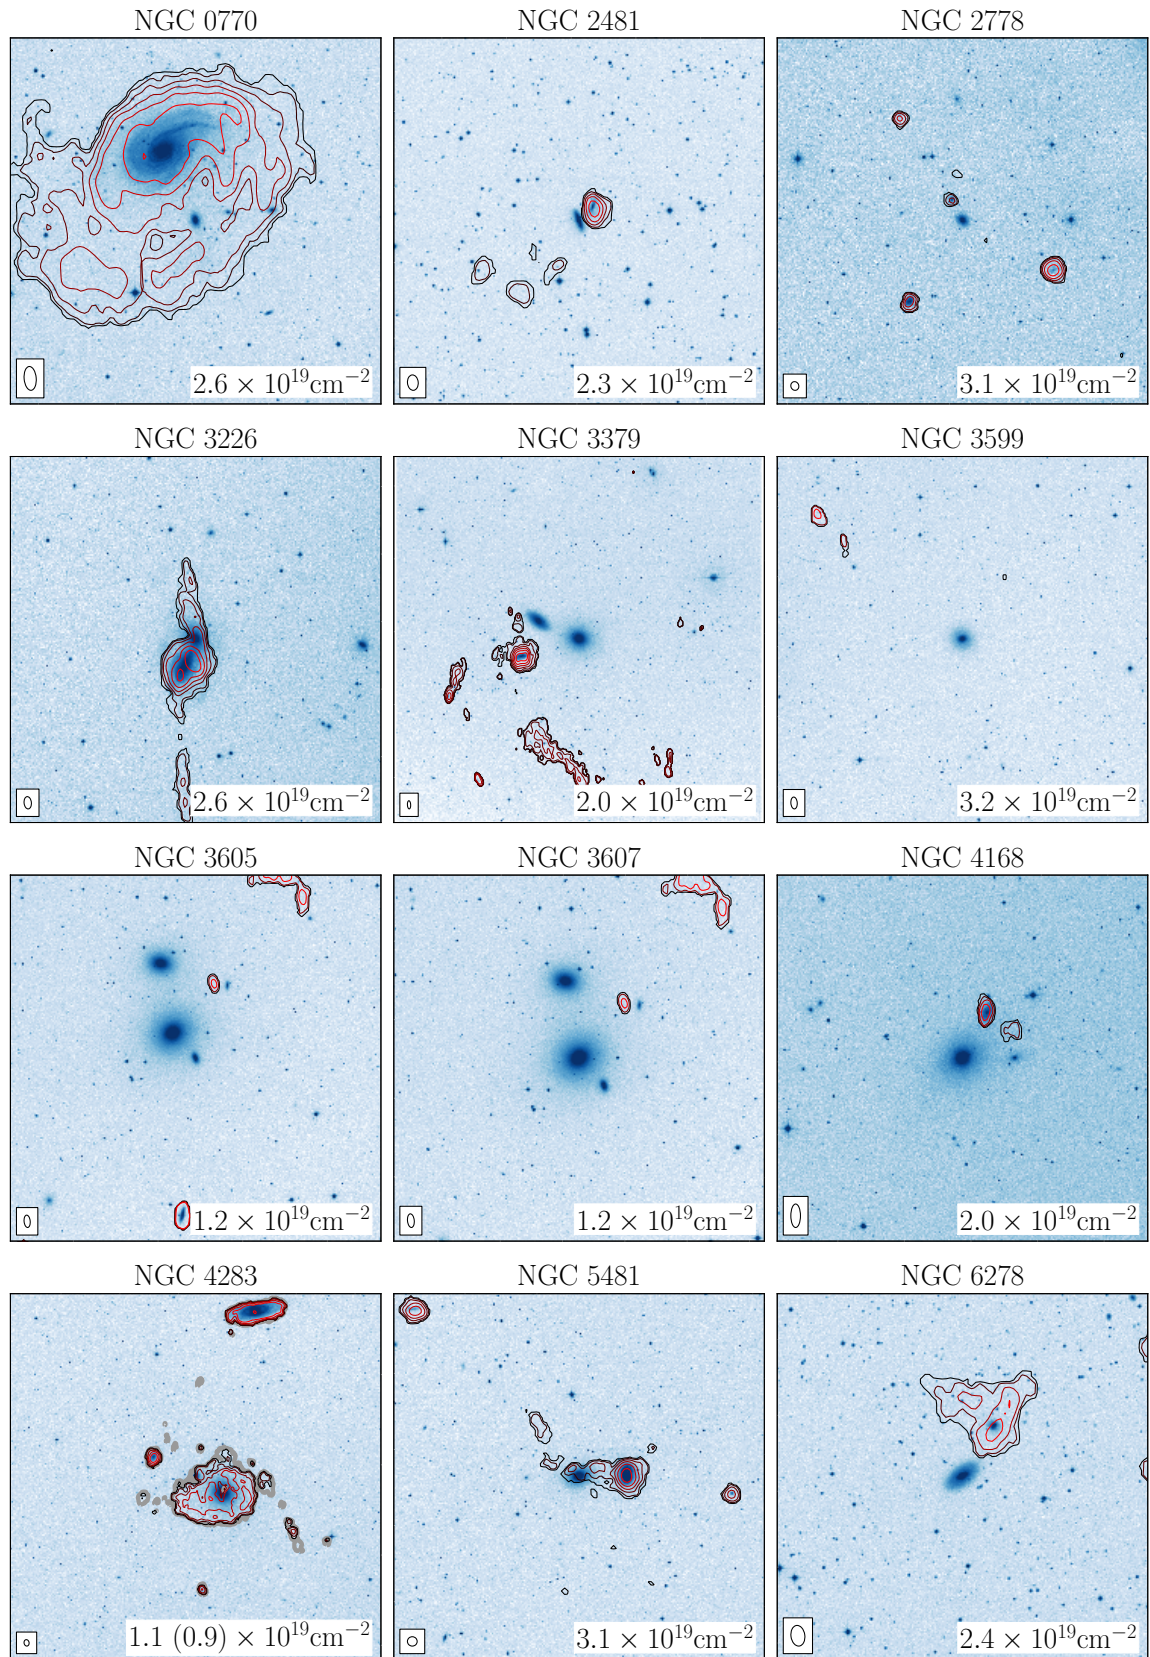 NGC 0770 NGC 2481 NGC 2778
2.6 × 10¹⁹cm⁻² 2.3 × 10¹⁹cm⁻² 3.1 × 10¹⁹cm⁻²
NGC 3226 NGC 3379 NGC 3599
2.6 × 10¹⁹cm⁻² 2.0 × 10¹⁹cm⁻² 3.2 × 10¹⁹cm⁻²
NGC 3605 NGC 3607 NGC 4168
1.2 × 10¹⁹cm⁻² 1.2 × 10¹⁹cm⁻² 2.0 × 10¹⁹cm⁻²
NGC 4283 NGC 5481 NGC 6278
1.1 (0.9) × 10¹⁹cm⁻² 3.1 × 10¹⁹cm⁻² 2.4 × 10¹⁹cm⁻²